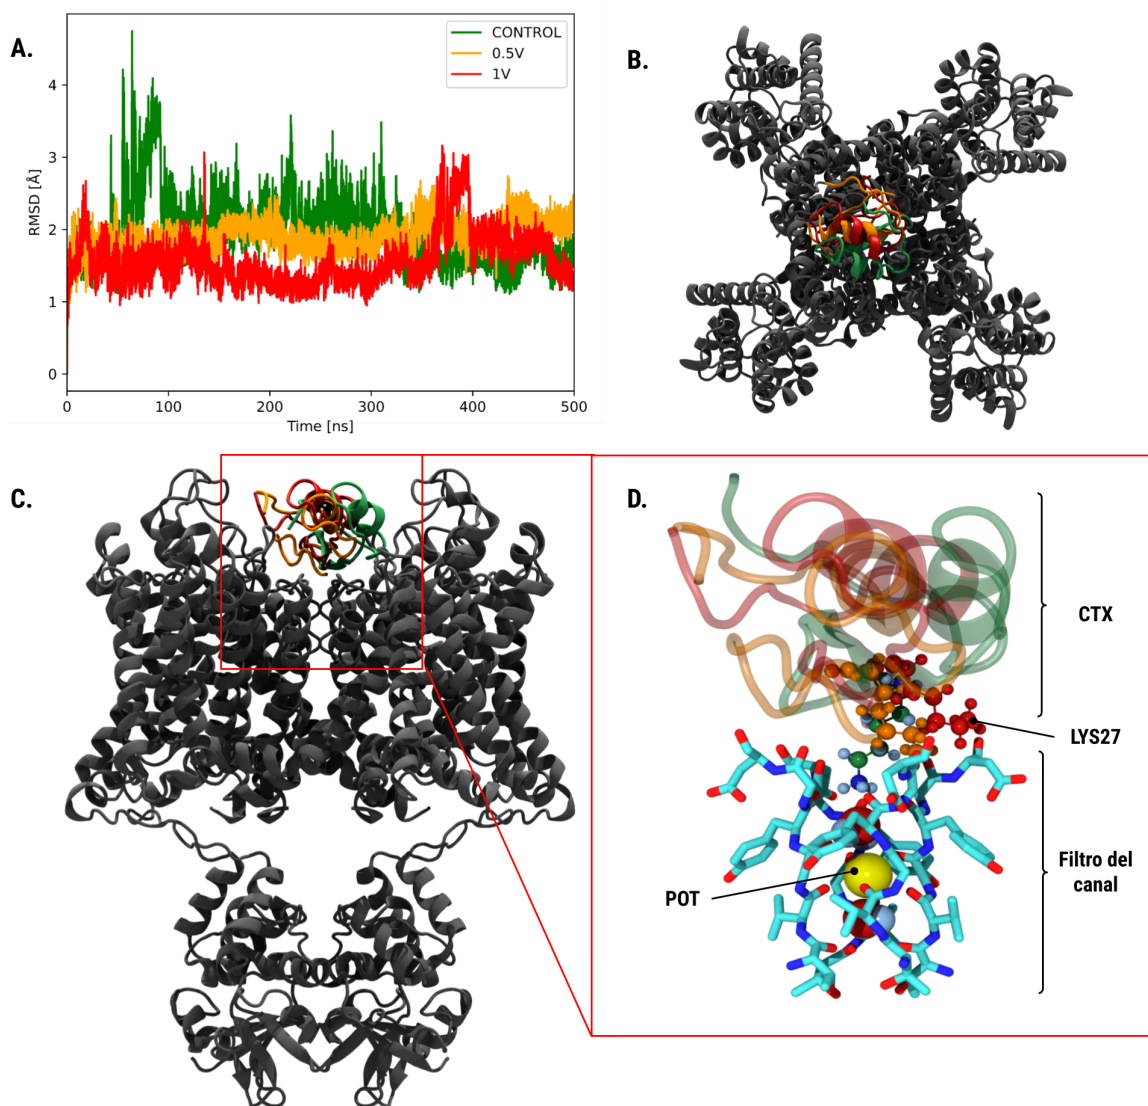 A.
CONTROL
0.5V
1V
RMSD [Å]
4
3
2
1
0
0
100
200
300
400
500
Time [ns]
B.
C.
D.
CTX
LYS27
POT
Filtro del
canal